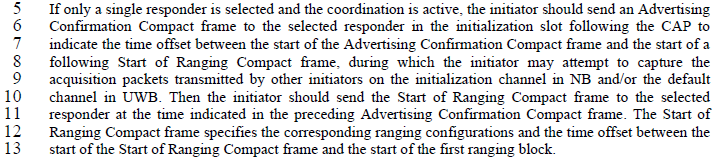 5 If only a single responder is selected and the coordination is active, the initiator should send an Advertising
6 Confirmation Compact frame to the selected responder in the initialization slot following the CAP to
7 indicate the time offset between the start of the Advertising Confirmation Compact frame and the start of a
8 following Start of Ranging Compact frame, during which the initiator may attempt to capture the
9 acquisition packets transmitted by other initiators on the initialization channel in NB and/or the default
10 channel in UWB. Then the initiator should send the Start of Ranging Compact frame to the selected
11 responder at the time indicated in the preceding Advertising Confirmation Compact frame. The Start of
12 Ranging Compact frame specifies the corresponding ranging configurations and the time offset between the
13 start of the Start of Ranging Compact frame and the start of the first ranging block.